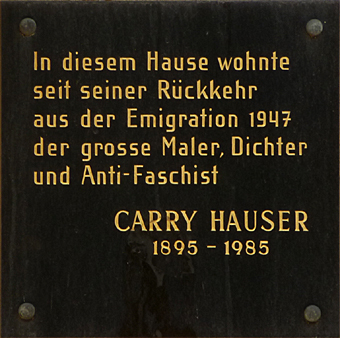 In diesem Hause wohnte
seit seiner Rückkehr
aus der Emigration 1947
der grosse Maler, Dichter
und Anti-Faschist
CARRY HAUSER
1895 – 1985